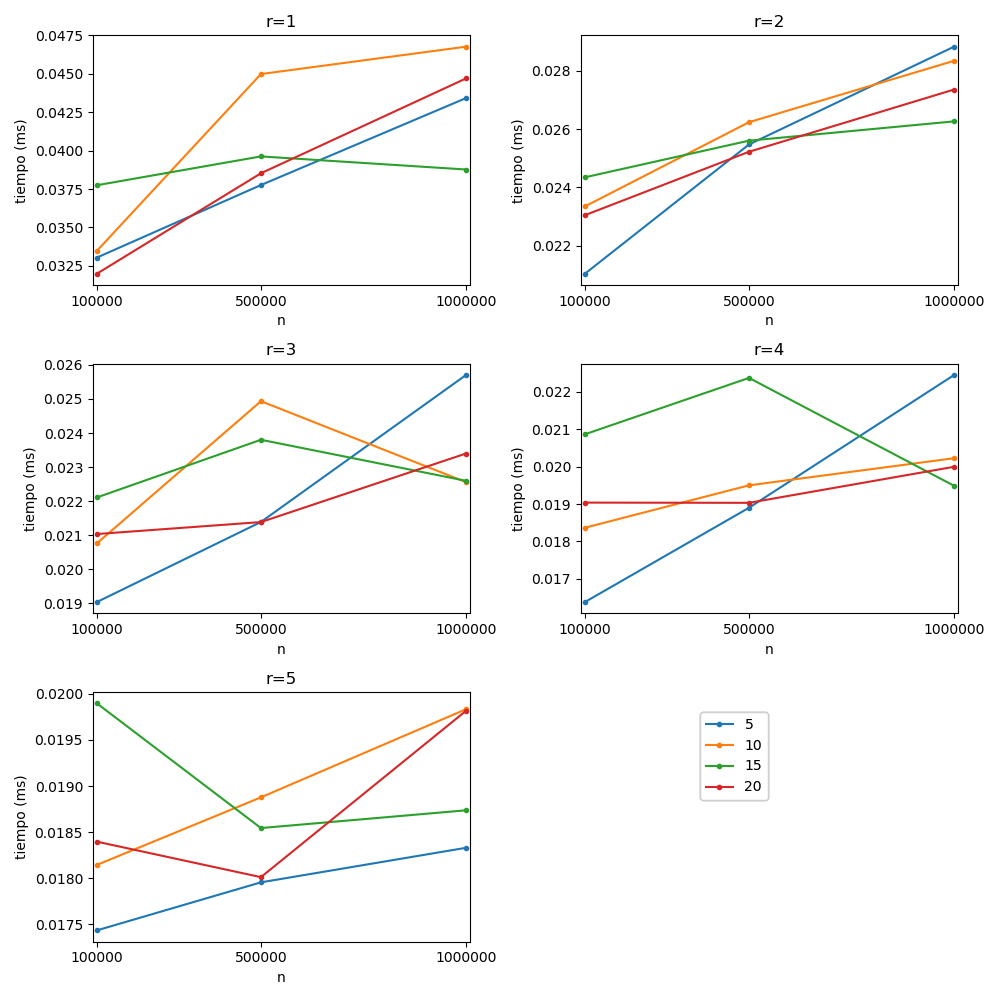 r=1
0.0475
0.0450
0.0425
0.0400
0.0375
0.0350
0.0325
tiempo (ms)
100000 500000 1000000
n
r=2
0.028
0.026
0.024
0.022
tiempo (ms)
100000 500000 1000000
n
r=3
0.026
0.025
0.024
0.023
0.022
0.021
0.020
0.019
tiempo (ms)
100000 500000 1000000
n
r=4
0.022
0.021
0.020
0.019
0.018
0.017
tiempo (ms)
100000 500000 1000000
n
r=5
0.0200
0.0195
0.0190
0.0185
0.0180
0.0175
tiempo (ms)
100000 500000 1000000
n
5
10
15
20